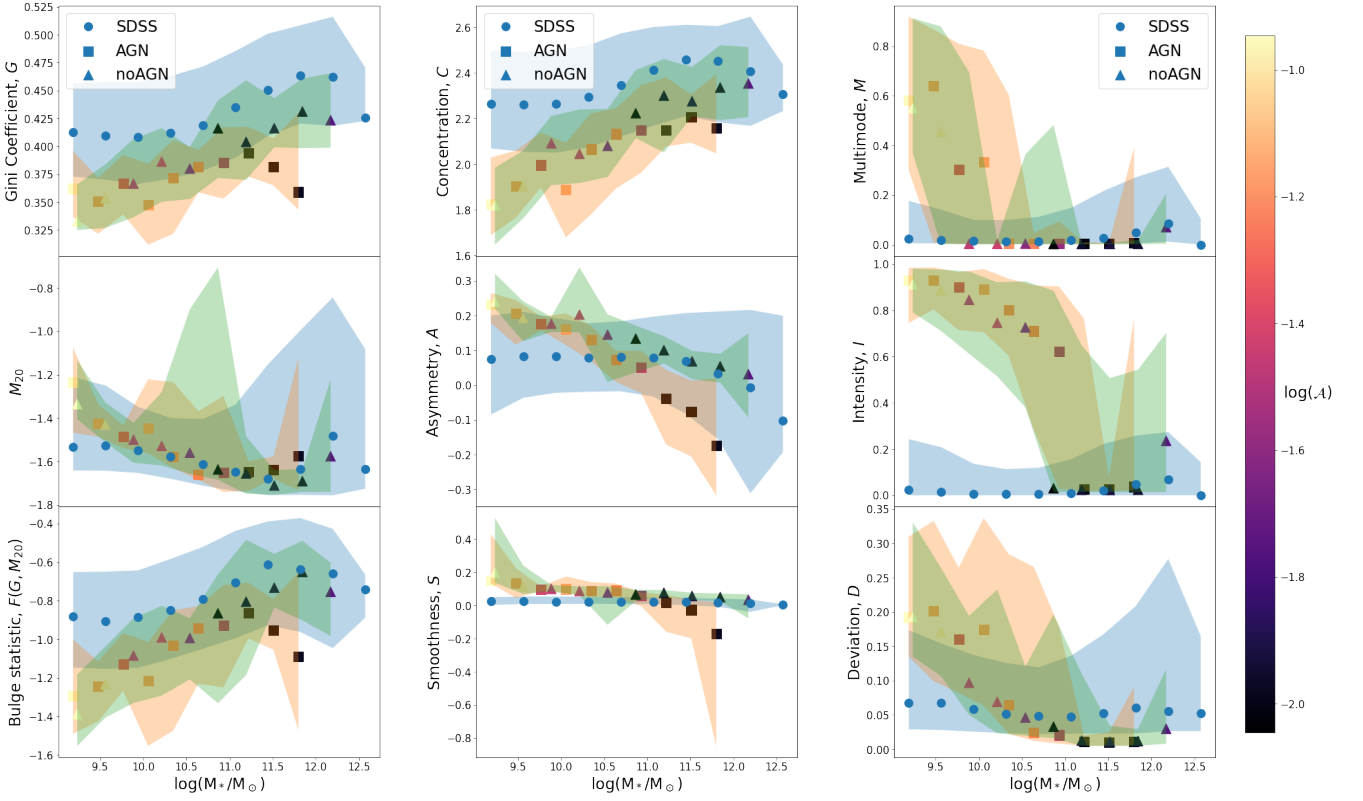 0.525
0.500
0.475
0.450
0.425
0.400
0.375
0.350
0.325
Gini Coefficient, G
SDSS
AGN
noAGN
2.6
2.4
2.2
2.0
1.8
1.6
Concentration, C
SDSS
AGN
noAGN
0.8
0.6
0.4
0.2
0.0
Multimode, M
SDSS
AGN
noAGN
−0.8
−1.0
−1.2
−1.4
−1.6
−1.8
M20
0.3
0.2
0.1
0.0
−0.1
−0.2
−0.3
Asymmetry, A
1.0
0.8
0.6
0.4
0.2
0.0
Intensity, I
−0.4
−0.6
−0.8
−1.0
−1.2
−1.4
−1.6
Bulge statistic, F(G, M20)
9.5 10.0 10.5 11.0 11.5 12.0 12.5
log(M*/M⊙)
0.4
0.2
0.0
−0.2
−0.4
−0.6
−0.8
Smoothness, S
9.5 10.0 10.5 11.0 11.5 12.0 12.5
log(M*/M⊙)
0.35
0.30
0.25
0.20
0.15
0.10
0.05
0.00
Deviation, D
9.5 10.0 10.5 11.0 11.5 12.0 12.5
log(M*/M⊙)
−1.0
−1.2
−1.4
−1.6
−1.8
−2.0
log(𝒜)